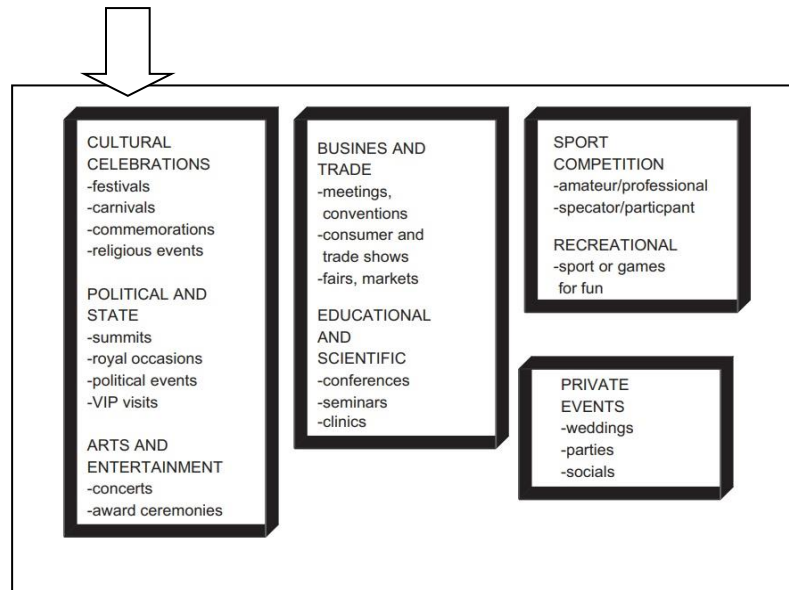 CULTURAL
CELEBRATIONS
-festivals
-carnivals
-commemorations
-religious events
POLITICAL AND
STATE
-summits
-royal occasions
-political events
-VIP visits
ARTS AND
ENTERTAINMENT
-concerts
-award ceremonies
BUSINES AND
TRADE
-meetings,
conventions
-consumer and
trade shows
-fairs, markets
EDUCATIONAL
AND
SCIENTIFIC
-conferences
-seminars
-clinics
SPORT
COMPETITION
-amateur/professional
-specator/particpant
RECREATIONAL
-sport or games
for fun
PRIVATE
EVENTS
-weddings
-parties
-socials